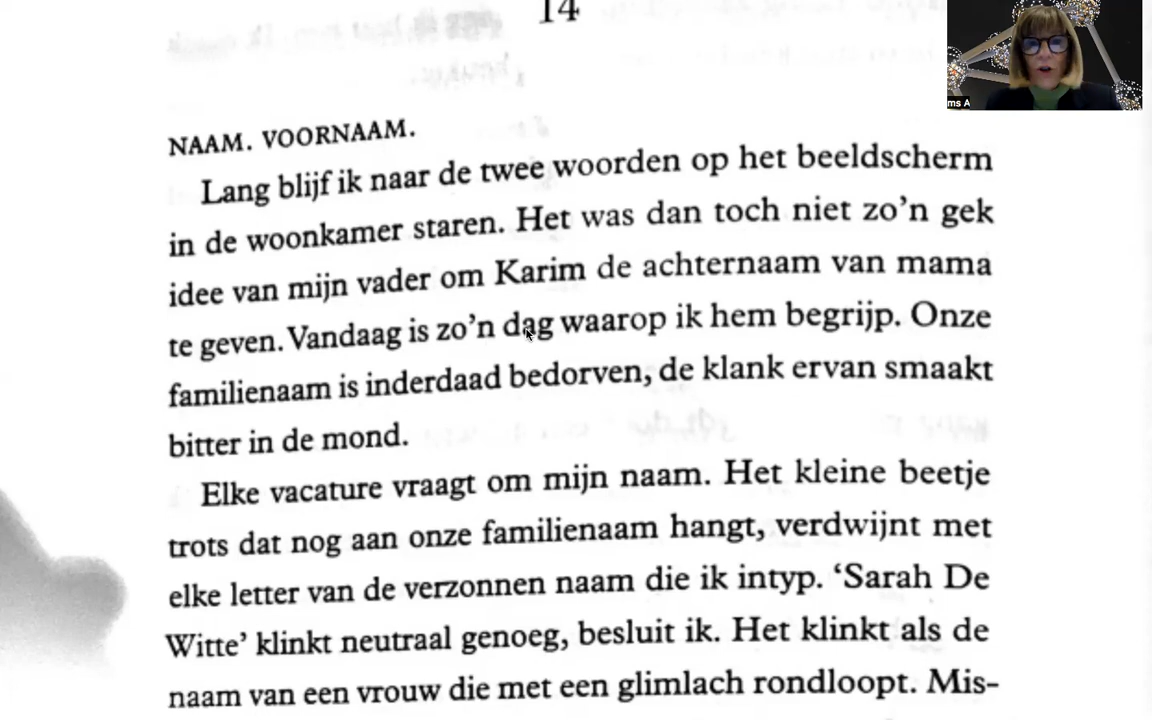 14
NAAM. VOORNAAM.
Lang blijf ik naar de twee woorden op het beeldscherm
in de woonkamer staren. Het was dan toch niet zo’n gek
idee van mijn vader om Karim de achternaam van mama
te geven. Vandaag is zo’n dag waarop ik hem begrijp. Onze
familienaam is inderdaad bedorven, de klank ervan smaakt
bitter in de mond.
Elke vacature vraagt om mijn naam. Het kleine beetje
trots dat nog aan onze familienaam hangt, verdwijnt met
elke letter van de verzonnen naam die ik intyp. ‘Sarah De
Witte’ klinkt neutraal genoeg, besluit ik. Het klinkt als de
naam van een vrouw die met een glimlach rondloopt. Mis-
ms A